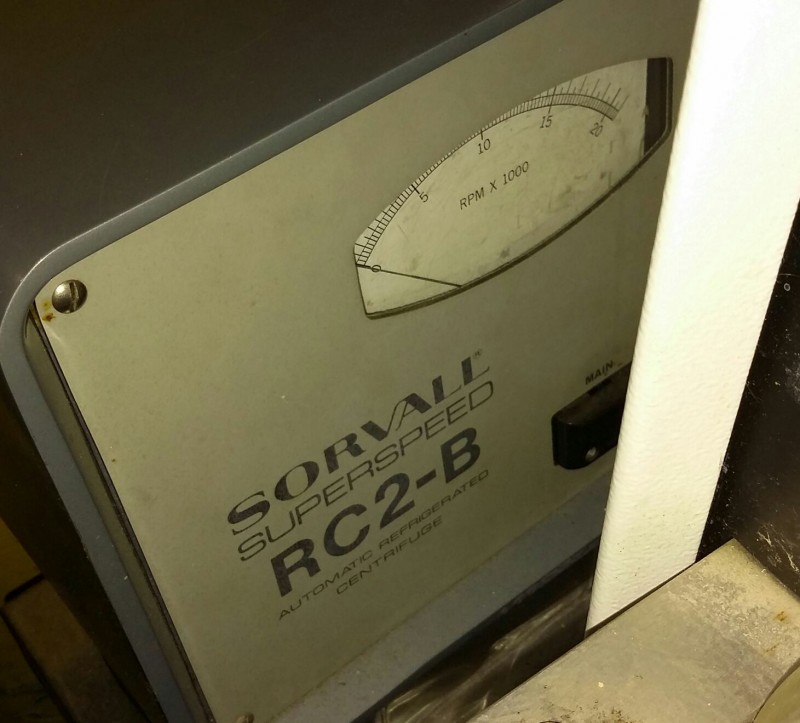 0
5
10
15
20
RPM X 1000
MAIN
SORVALL®
SUPERSPEED
RC2-B
AUTOMATIC REFRIGERATED
CENTRIFUGE